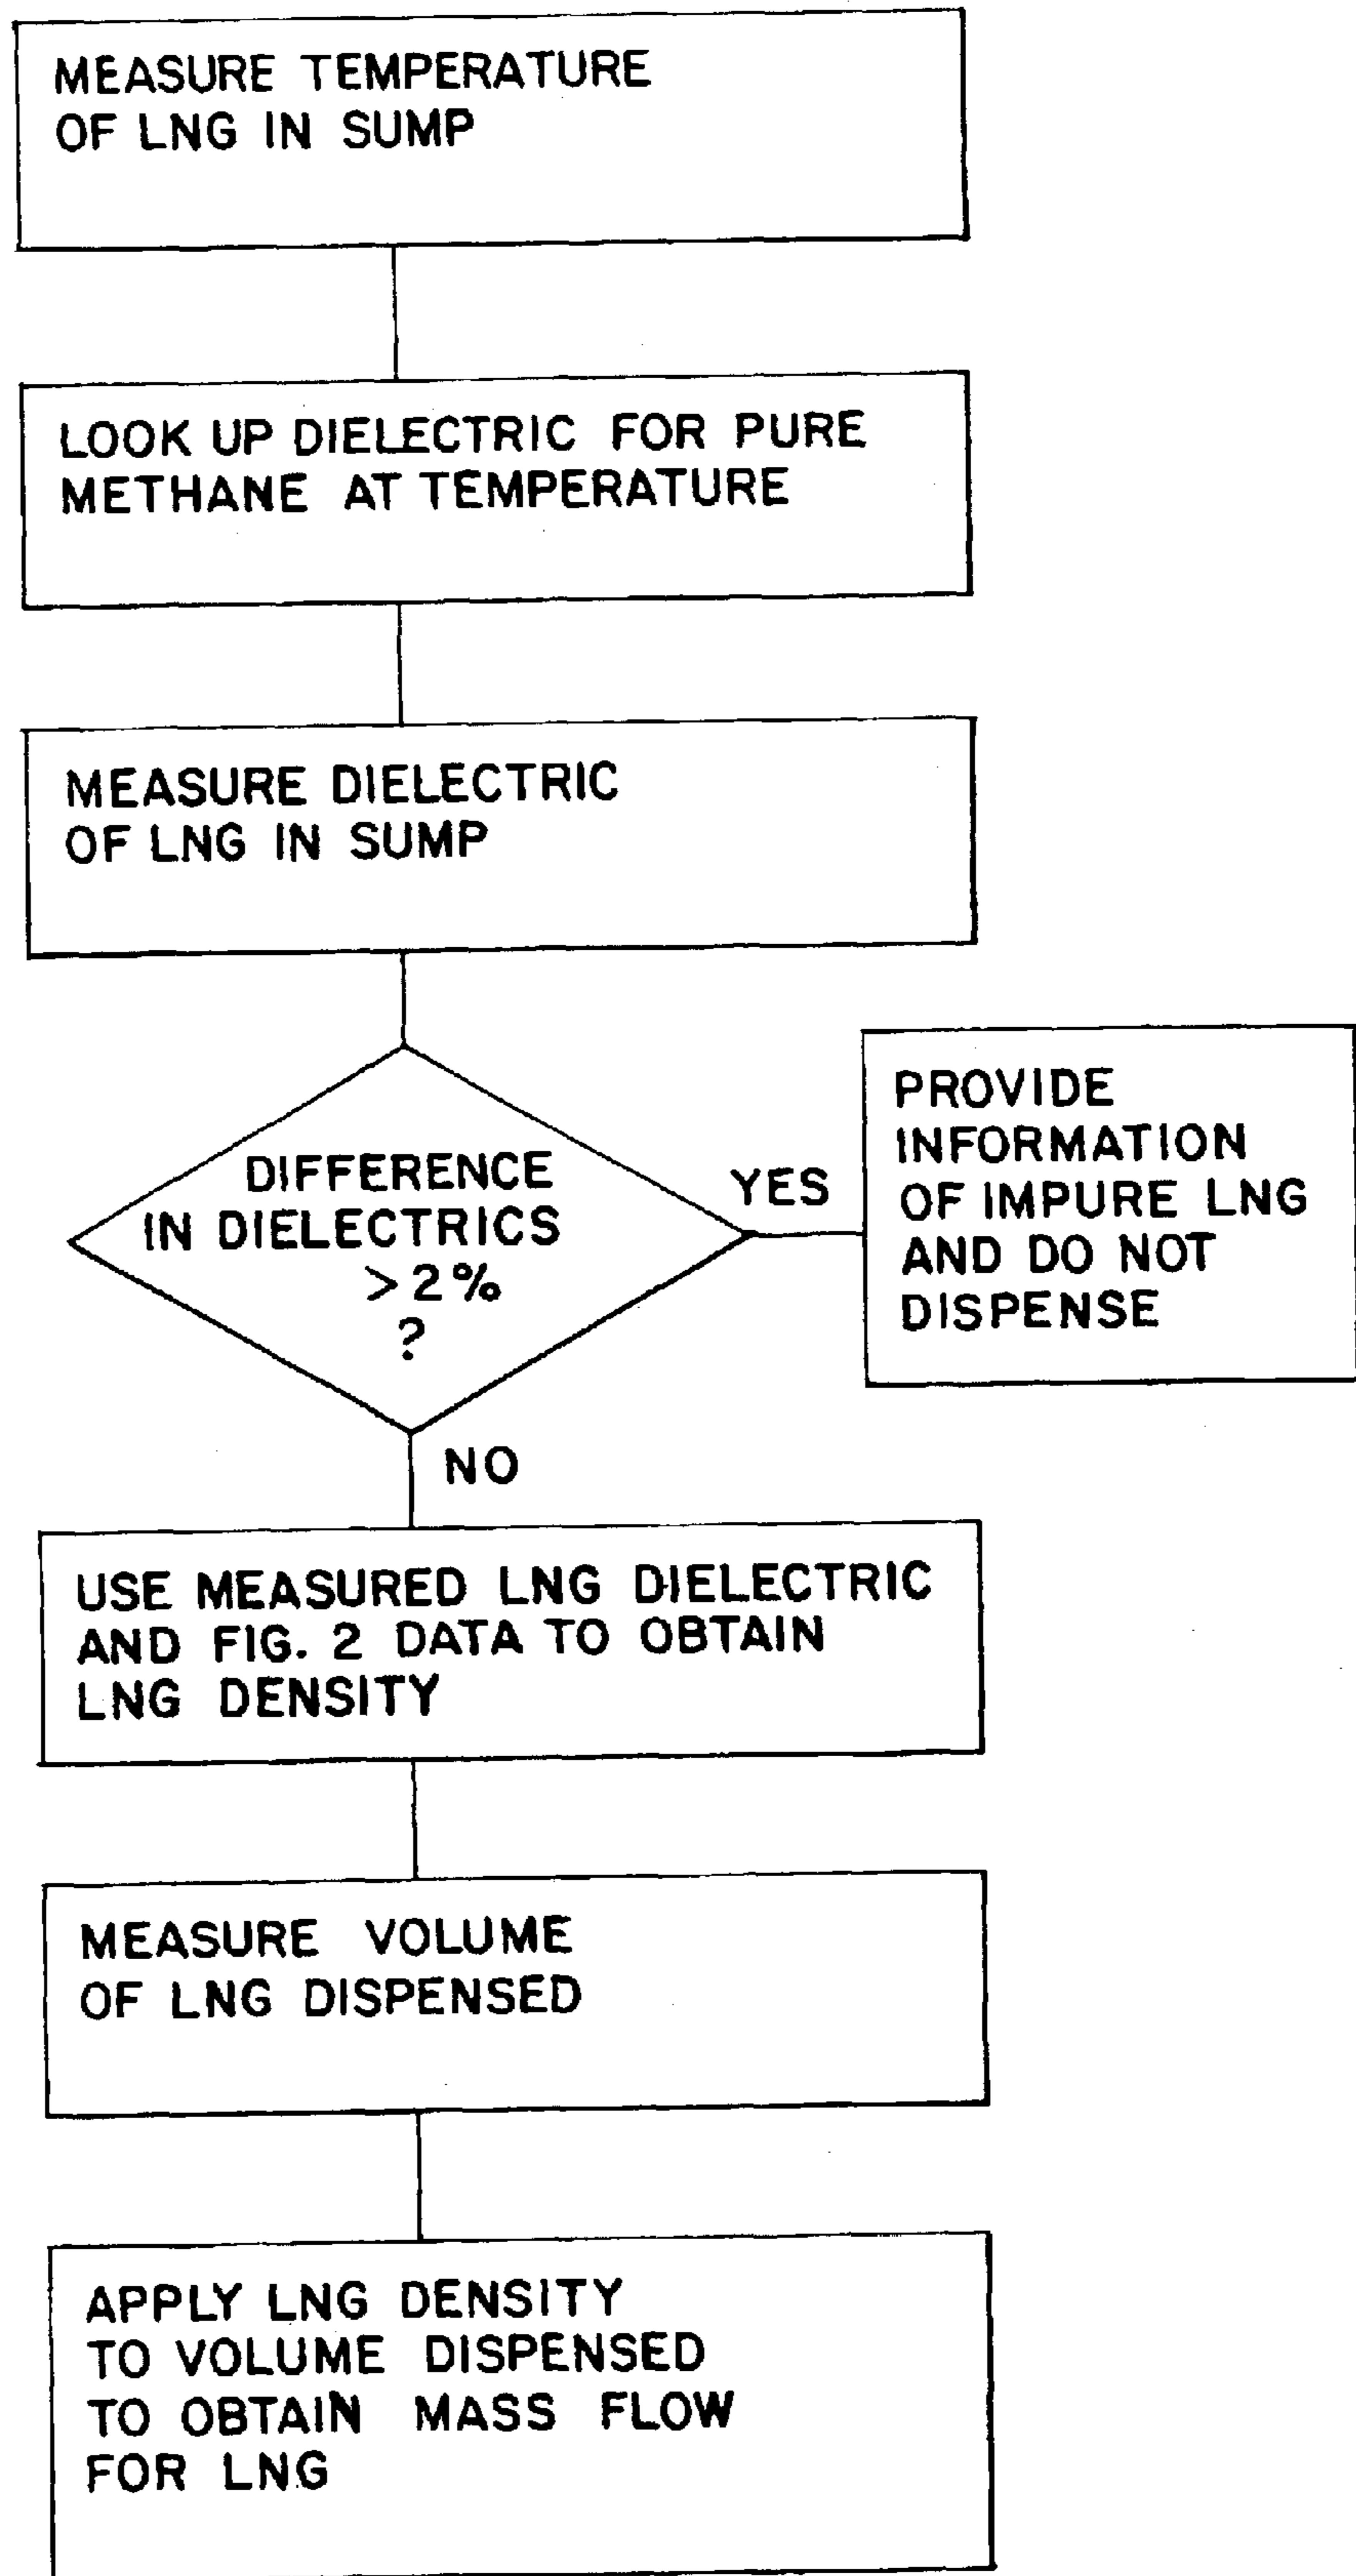 MEASURE TEMPERATURE
OF LNG IN SUMP
LOOK UP DIELECTRIC FOR PURE
METHANE AT TEMPERATURE
MEASURE DIELECTRIC
OF LNG IN SUMP
DIFFERENCE
IN DIELECTRICS
>2%
?
YES
PROVIDE
INFORMATION
OF IMPURE LNG
AND DO NOT
DISPENSE
NO
USE MEASURED LNG DIELECTRIC
AND FIG. 2 DATA TO OBTAIN
LNG DENSITY
MEASURE VOLUME
OF LNG DISPENSED
APPLY LNG DENSITY
TO VOLUME DISPENSED
TO OBTAIN MASS FLOW
FOR LNG